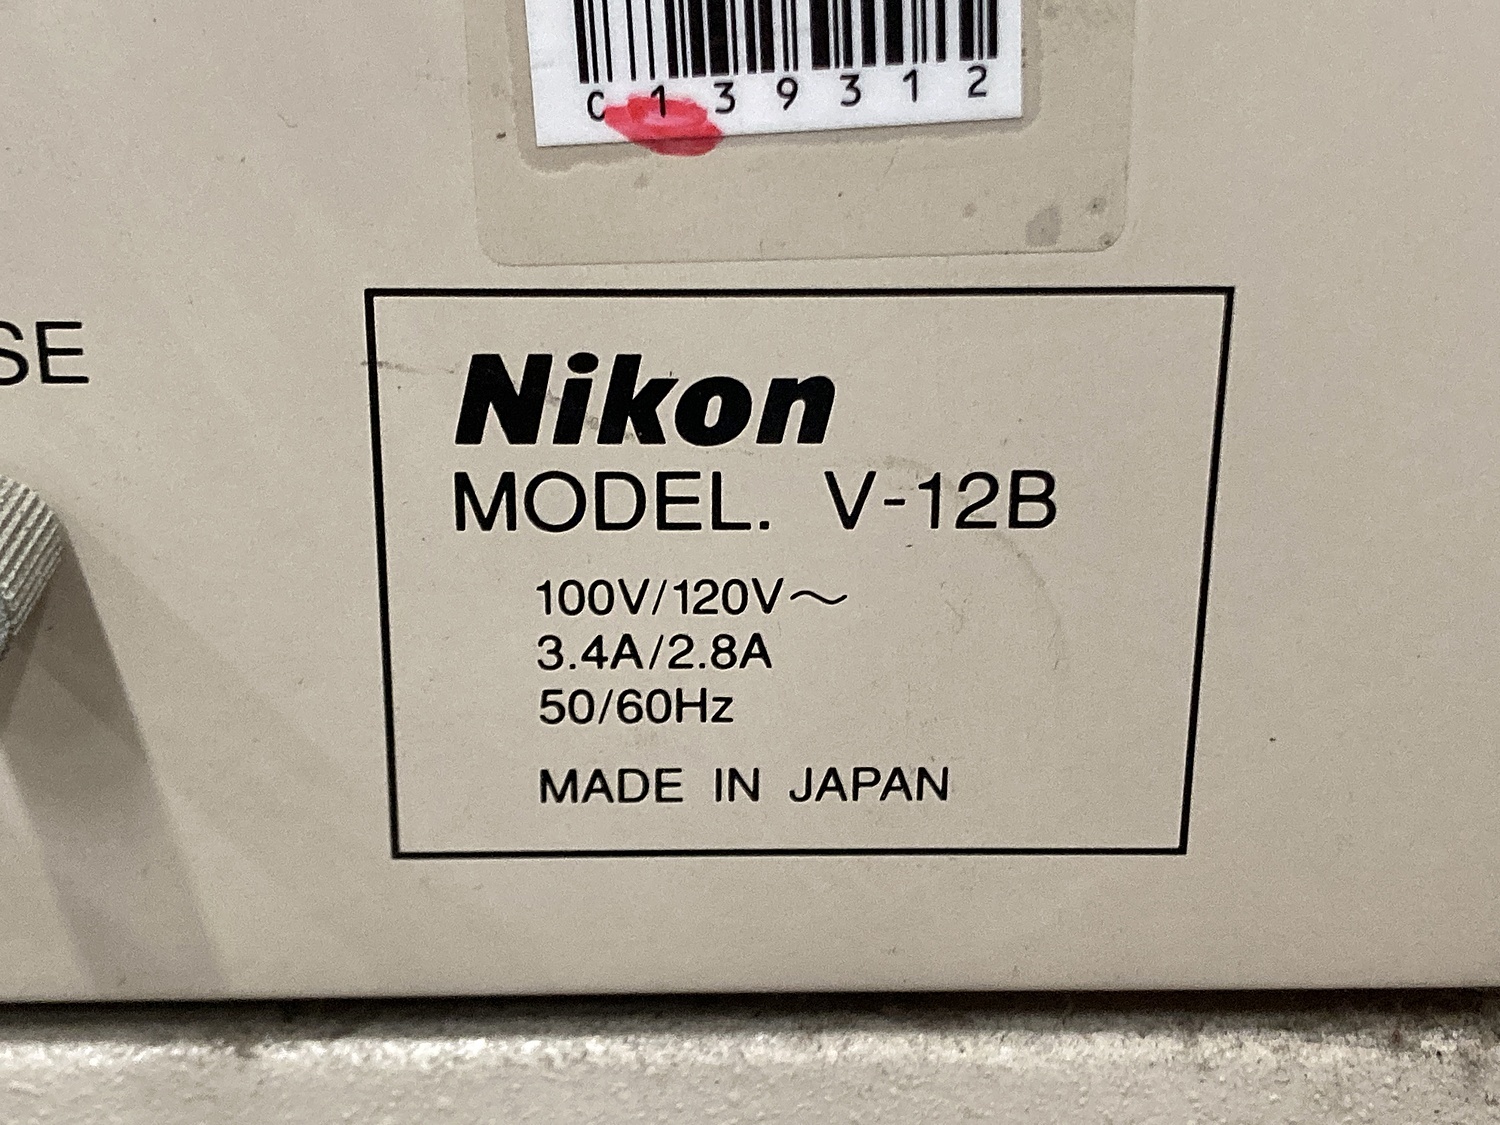 C139312
SE
Nikon
MODEL. V-12B
100V/120V～
3.4A/2.8A
50/60Hz
MADE IN JAPAN